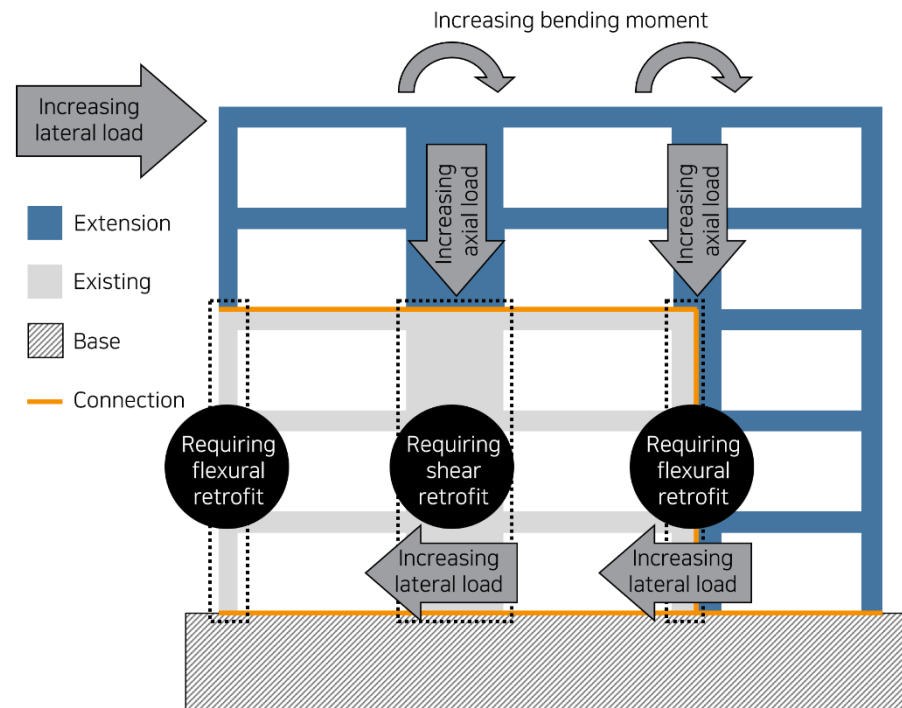 Increasing bending moment
Increasing
lateral load
Increasing
axial load
Increasing
axial load
Extension
Existing
Base
Connection
Requiring
flexural
retrofit
Requiring
shear
retrofit
Requiring
flexural
retrofit
Increasing
lateral load
Increasing
lateral load